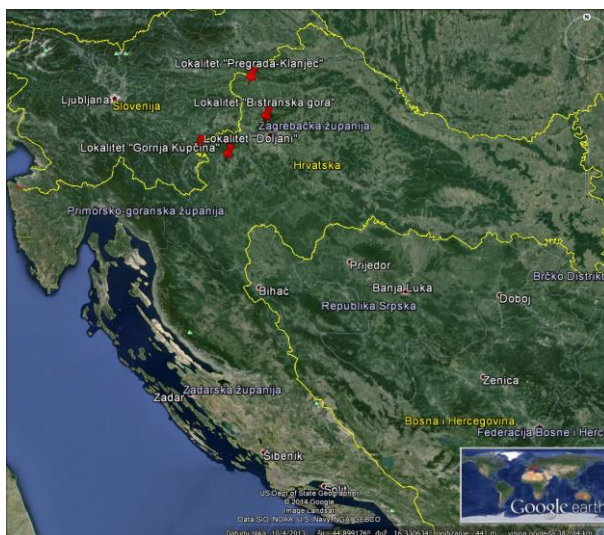 N
Lokalitet "Pregrada-Klanjec"
Ljubljana
Slovenija
Lokalitet "Bistranska gora"
Zagrebačka županija
Lokalitet "Doljani"
Lokalitet "Gornja Kupčina"
Hrvatska
Primorsko-goranska županija
Prijedor
Bihać
Banja Luka
Brčko Distrikt
Republika Srpska
Doboj
Zenica
Zadarska županija
Zadar
Bosna i Hercegovina
Federacija Bosne i Herc
Šibenik
Split
US Dept of State Geographer
© 2014 Google
Image Landsat
Data SIO, NOAA, U.S. Navy, NGA, GEBCO
Google earth